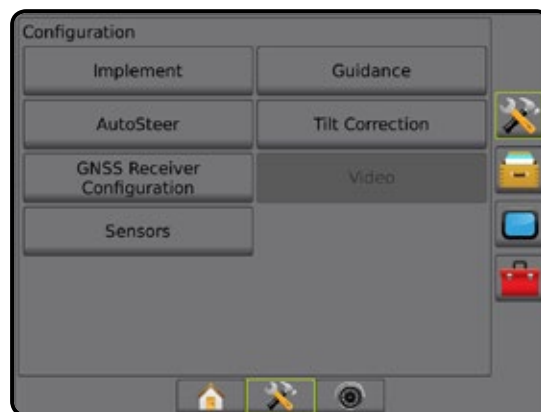 Configuration
Implement
Guidance
AutoSteer
Tilt Correction
GNSS Receiver
Configuration
Video
Sensors